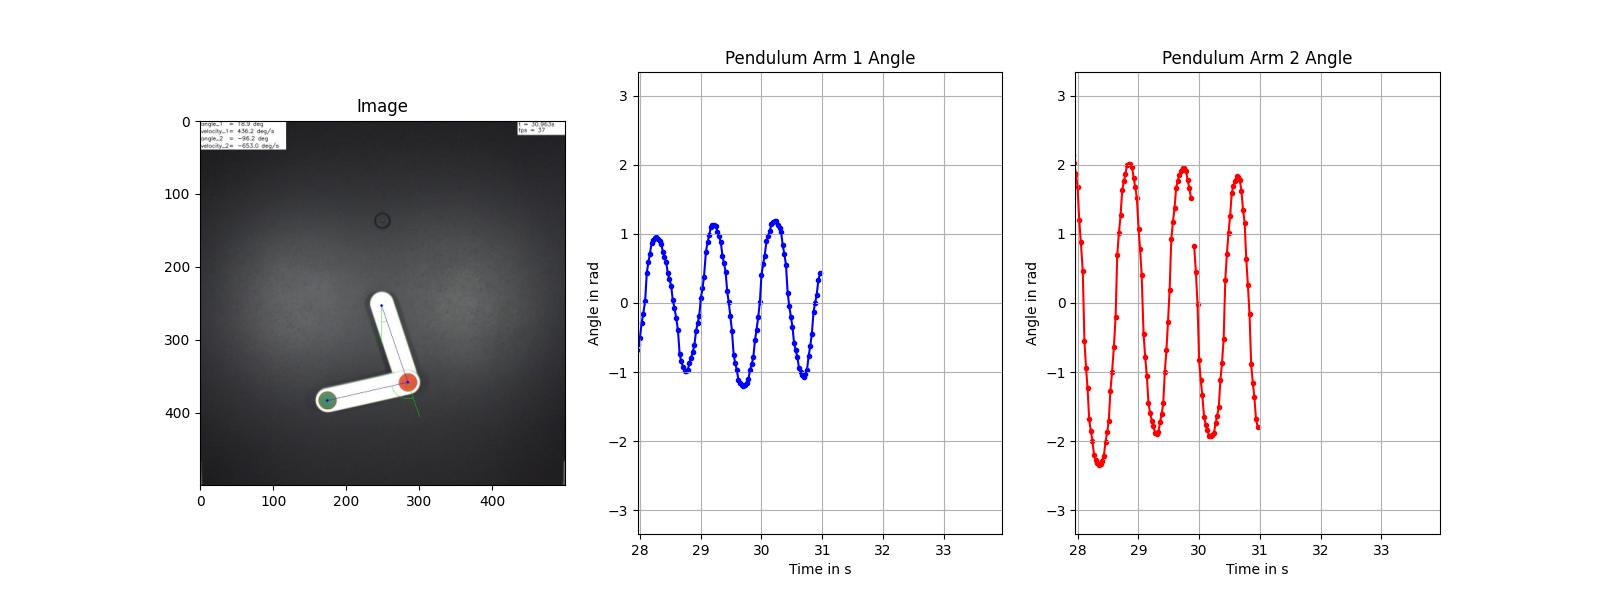 Image
angle_1 = 18.9 deg
velocity_1= 436.2 deg/s
angle_2 = -96.2 deg
velocity_2= -653.0 deg/s
t = 30.963s
fps = 37
0
100
200
300
400
0 100 200 300 400
Pendulum Arm 1 Angle
Angle in rad
3
2
1
0
−1
−2
−3
28 29 30 31 32 33
Time in s
Pendulum Arm 2 Angle
Angle in rad
3
2
1
0
−1
−2
−3
28 29 30 31 32 33
Time in s